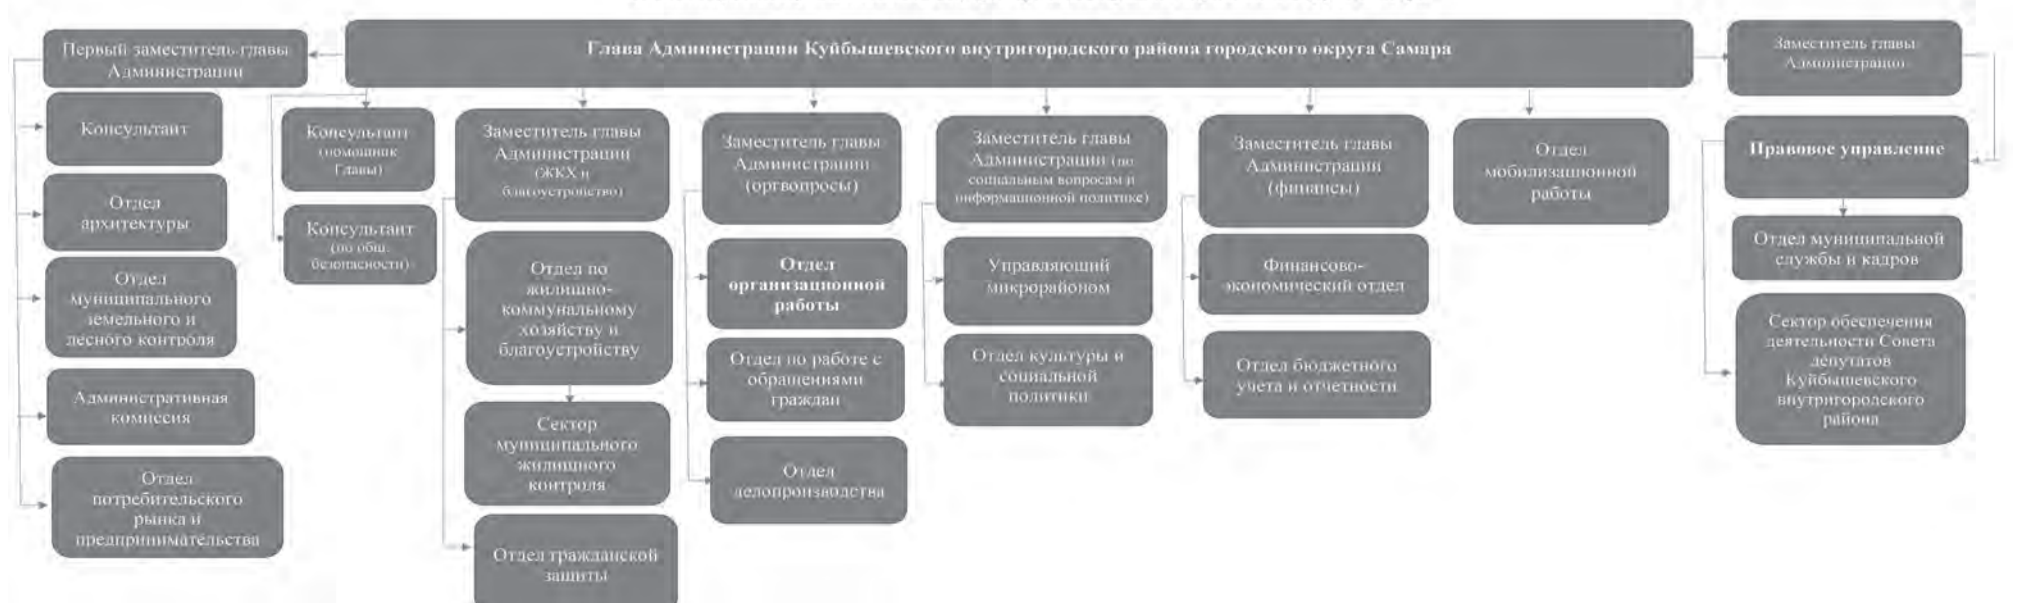 Глава Администрации Куйбышевского внутригородского района городского округа Самара
Первый заместитель главы
Администрации
Консультант
Отдел
архитектуры
Отдел
муниципального
земельного и
лесного контроля
Административная
комиссия
Отдел
потребительского
рынка и
предпринимательства
Консультант
(помощник
Главы)
Консультант
(по общ.
безопасности)
Заместитель главы
Администрации
(ЖКХ и
благоустройство)
Отдел по
жилищно-
коммунальному
хозяйству и
благоустройству
Сектор
муниципального
жилищного
контроля
Отдел гражданской
защиты
Заместитель главы
Администрации
(оргвопросы)
Отдел
организационной
работы
Отдел по работе с
обращениями
граждан
Отдел
делопроизводства
Заместитель главы
Администрации (по
социальным вопросам и
информационной политике)
Управляющий
микрорайоном
Отдел культуры и
социальной
политики
Заместитель главы
Администрации
(финансы)
Финансово-
экономический отдел
Отдел бюджетного
учета и отчетности
Отдел
мобилизационной
работы
Заместитель главы
Администрации
Правовое управление
Отдел муниципальной
службы и кадров
Сектор обеспечения
деятельности Совета
депутатов
Куйбышевского
внутригородского
района